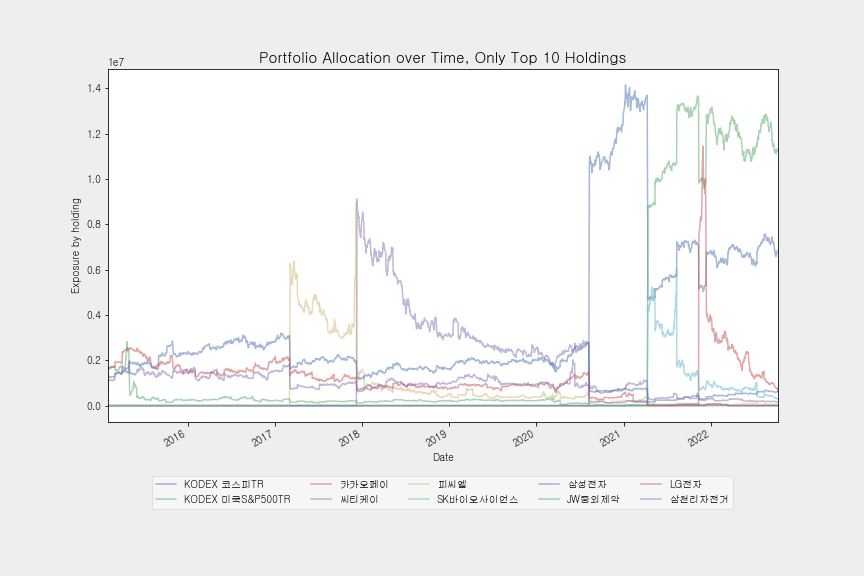 Portfolio Allocation over Time, Only Top 10 Holdings
1e7
1.4
1.2
1.0
0.8
0.6
0.4
0.2
0.0
Exposure by holding
2016 2017 2018 2019 2020 2021 2022
Date
KODEX 코스피TR 카카오페이 피씨엘 삼성전자 LG전자
KODEX 미국S&P500TR 씨티케이 SK바이오사이언스 JW중외제약 삼천리자전거